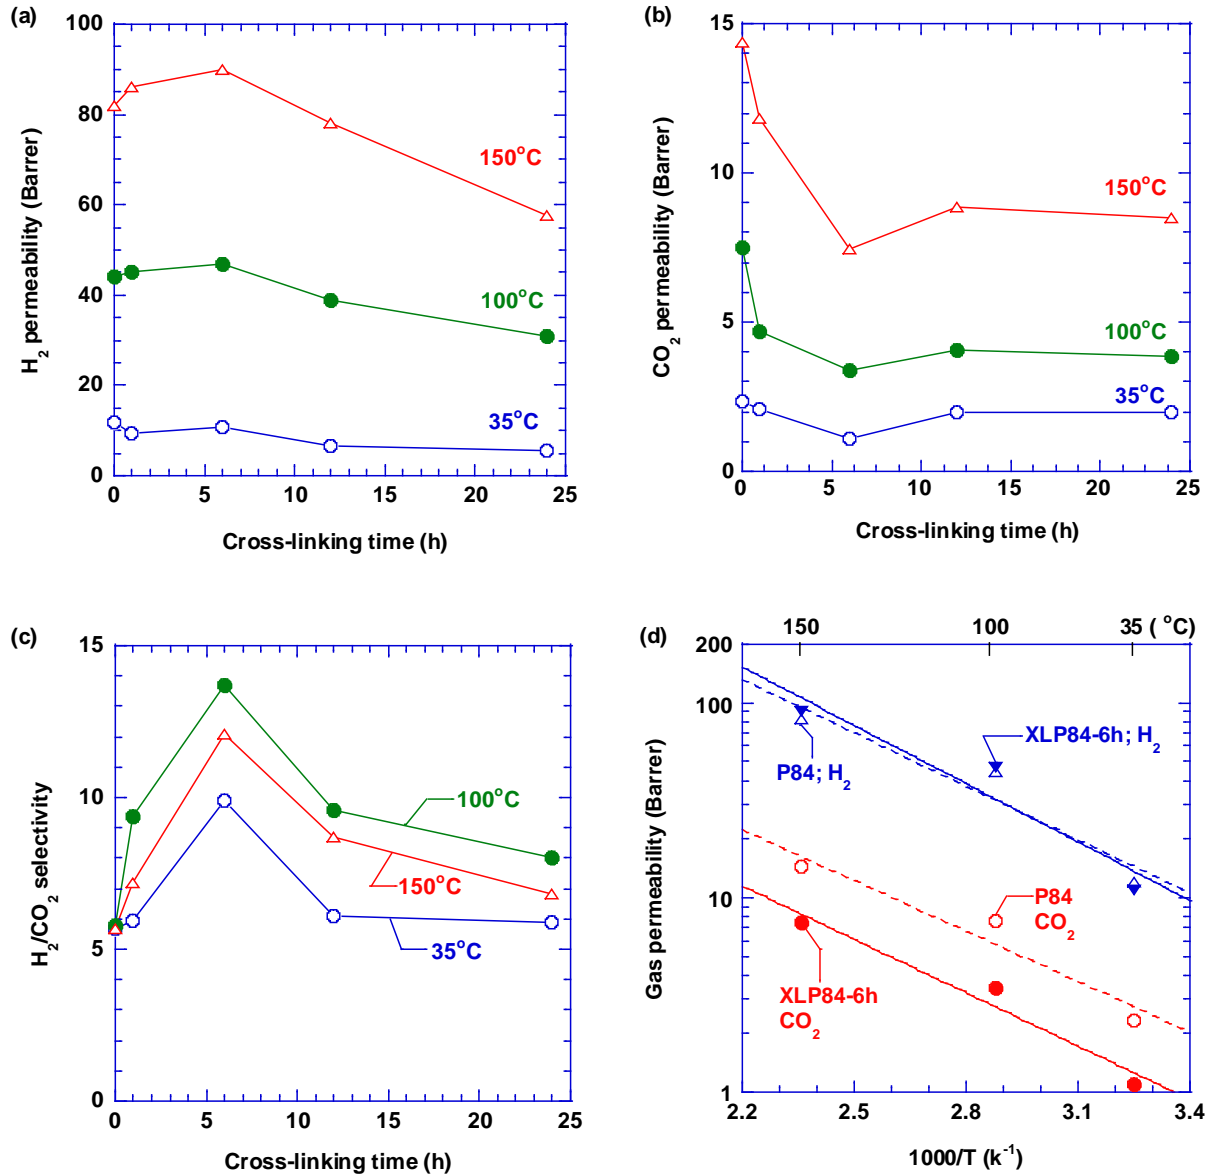 (a)
100
80
60
40
20
0
H2 permeability (Barrer)
150°C
100°C
35°C
0 5 10 15 20 25
Cross-linking time (h)
(b)
15
10
5
0
CO2 permeability (Barrer)
150°C
100°C
35°C
0 5 10 15 20 25
Cross-linking time (h)
(c)
15
10
5
0
H2/CO2 selectivity
100°C
150°C
35°C
0 5 10 15 20 25
Cross-linking time (h)
(d)
150 100 35 ( °C)
200
100
10
1
Gas permeability (Barrer)
XLP84-6h; H2
P84; H2
P84
CO2
XLP84-6h
CO2
2.2 2.5 2.8 3.1 3.4
1000/T (k-1)